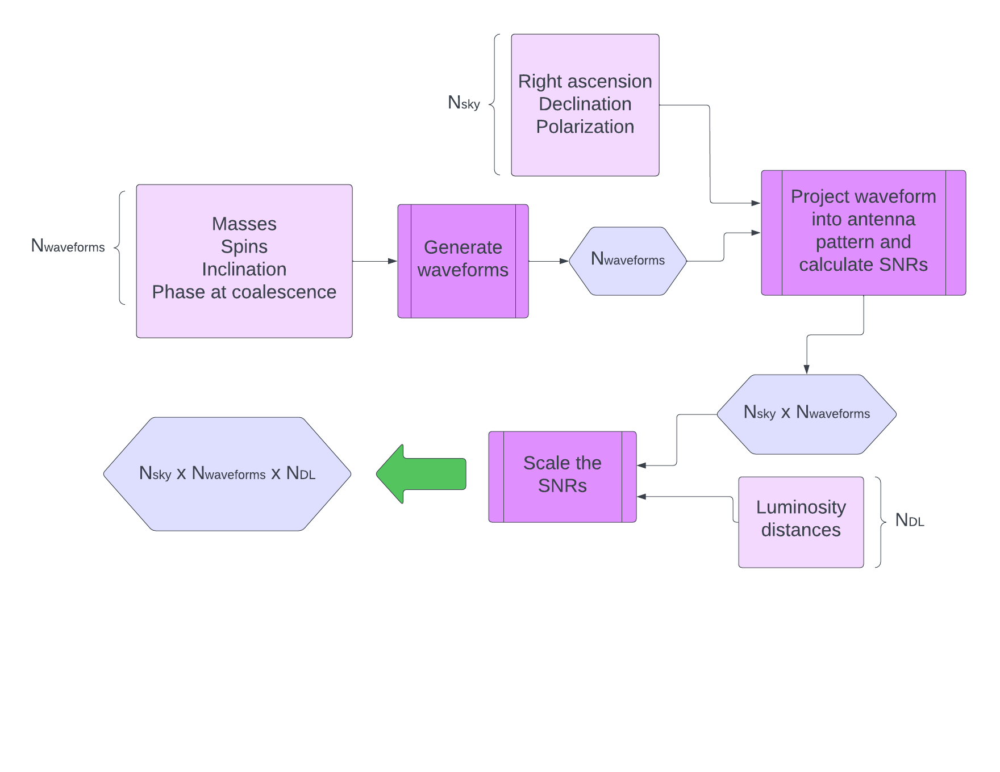 Right ascension
Declination
Polarization
Nsky
Nwaveforms
Masses
Spins
Inclination
Phase at coalescence
Generate
waveforms
Nwaveforms
Project waveform
into antenna
pattern and
calculate SNRs
Nsky x Nwaveforms
Luminosity
distances
NDL
Scale the
SNRs
Nsky x Nwaveforms x NDL